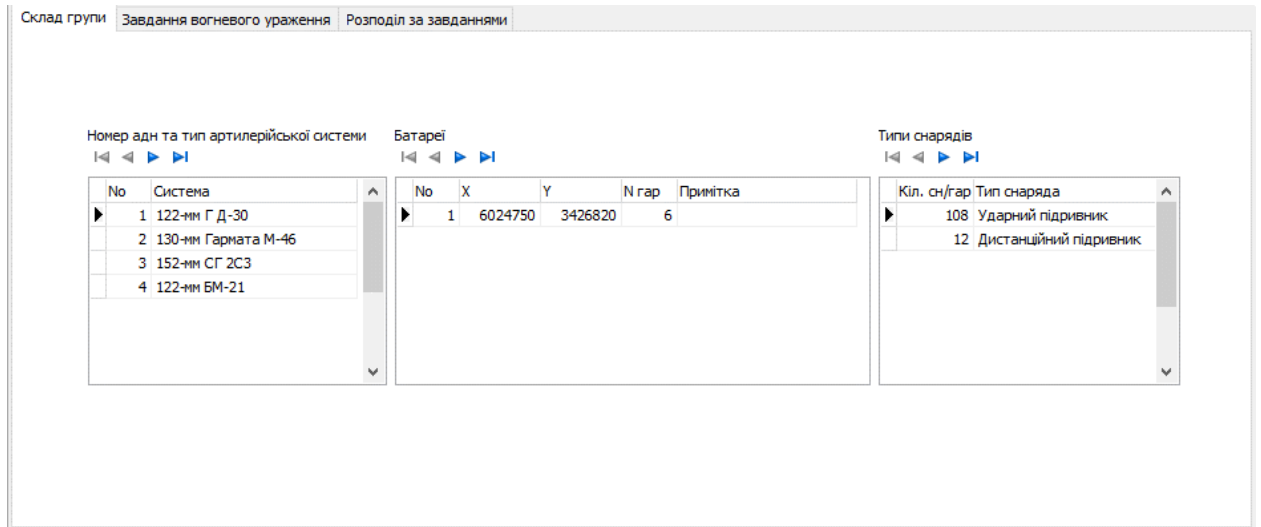 Склад групи Завдання вогневого ураження Розподіл за завданнями
Номер адн та тип артилерійської системи Батареї Типи снарядів
No Система No X Y N гар Примітка Кіл. сн/гар Тип снаряда
1 122-мм Г Д-30 1 6024750 3426820 6 108 Ударний підривник
2 130-мм Гармата М-46 12 Дистанційний підривник
3 152-мм СГ 2С3
4 122-мм БМ-21